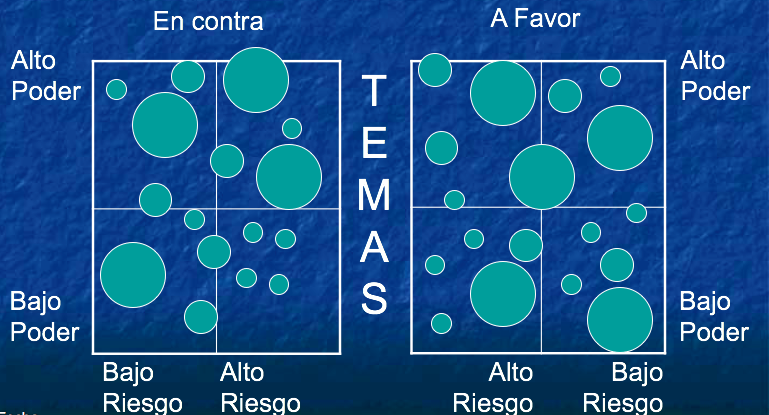 En contra
A Favor
Alto
Poder
T
E
M
A
S
Alto
Poder
Bajo
Poder
Bajo
Poder
Bajo
Riesgo
Alto
Riesgo
Alto
Riesgo
Bajo
Riesgo